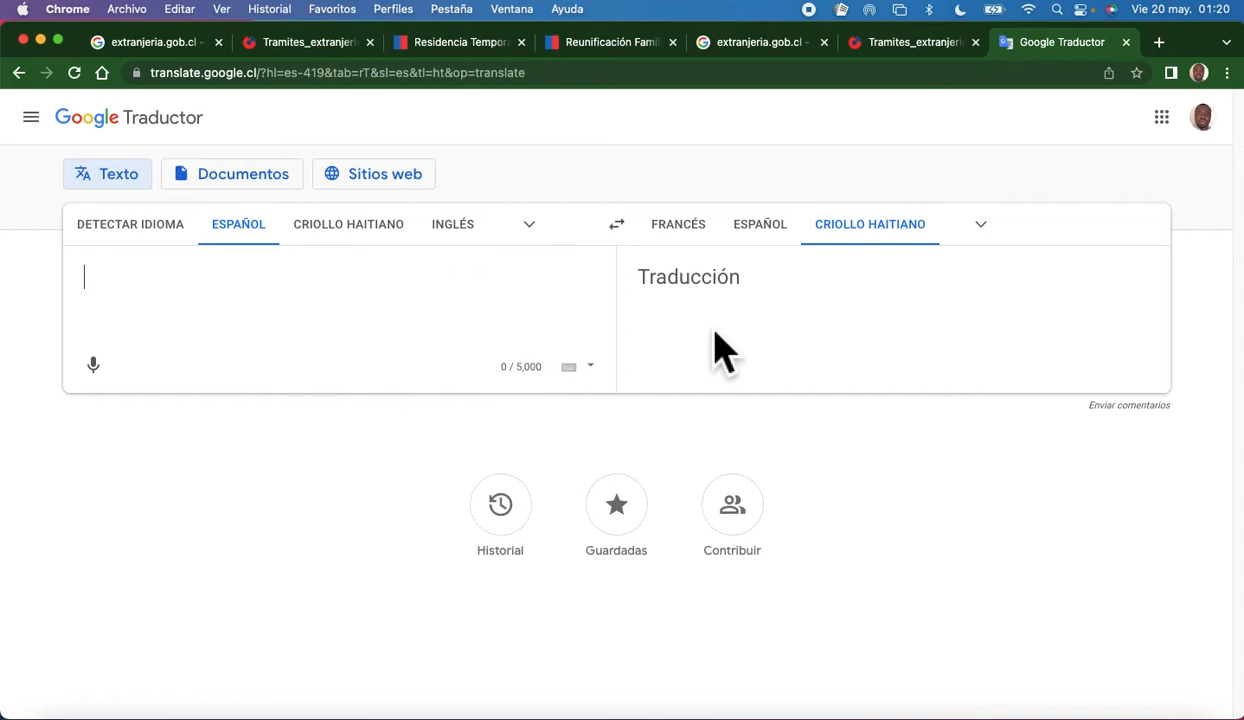 Chrome Archivo Editar Ver Historial Favoritos Perfiles Pestaña Ventana Ayuda Vie 20 may. 01:20
extranjeria.gob.cl - Tramites_extranjeri Residencia Tempora Reunificación Famil extranjeria.gob.cl - Tramites_extranjeri Google Traductor
translate.google.cl/?hl=es-419&tab=rT&sl=es&tl=ht&op=translate
Google Traductor
Texto Documentos Sitios web
DETECTAR IDIOMA ESPAÑOL CRIOLLO HAITIANO INGLÉS FRANCÉS ESPAÑOL CRIOLLO HAITIANO
Traducción
0 / 5,000
Enviar comentarios
Historial Guardadas Contribuir